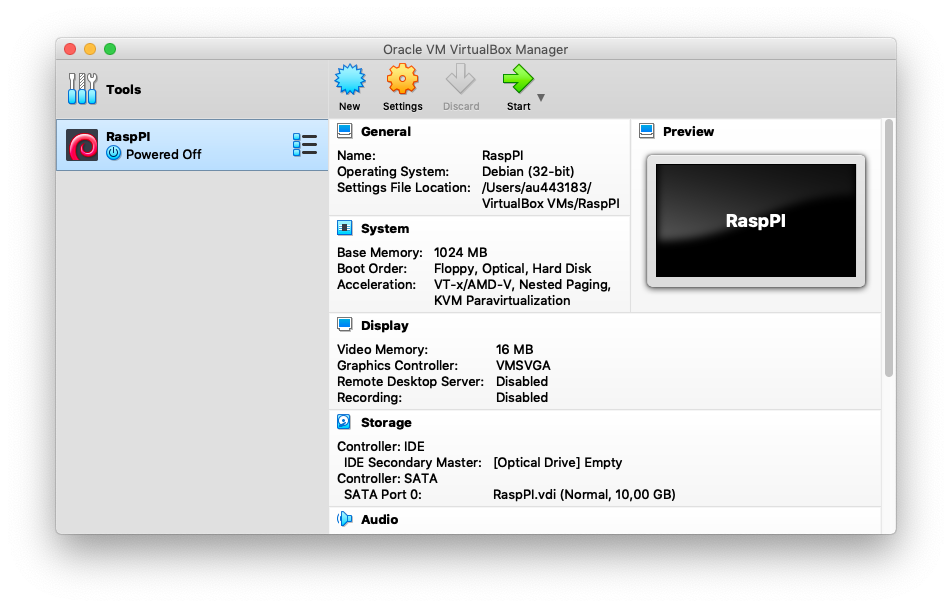 Oracle VM VirtualBox Manager
Tools
New
Settings
Discard
Start
RaspPI
Powered Off
General
Name: RaspPI
Operating System: Debian (32-bit)
Settings File Location: /Users/au443183/
VirtualBox VMs/RaspPI
Preview
RaspPI
System
Base Memory: 1024 MB
Boot Order: Floppy, Optical, Hard Disk
Acceleration: VT-x/AMD-V, Nested Paging,
KVM Paravirtualization
Display
Video Memory: 16 MB
Graphics Controller: VMSVGA
Remote Desktop Server: Disabled
Recording: Disabled
Storage
Controller: IDE
IDE Secondary Master: [Optical Drive] Empty
Controller: SATA
SATA Port 0: RaspPI.vdi (Normal, 10,00 GB)
Audio